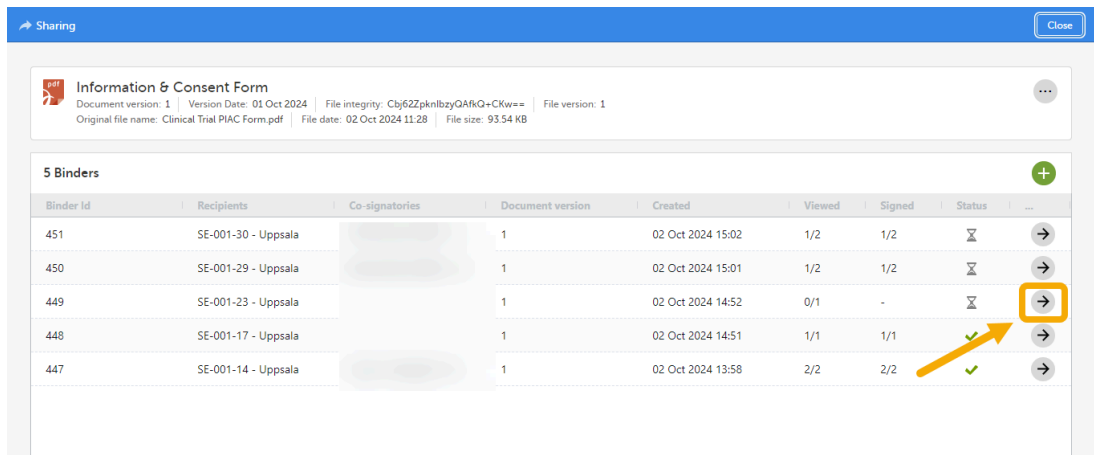 Sharing
Close
pdf
Information & Consent Form
Document version: 1 Version Date: 01 Oct 2024 File integrity: Cbj62ZpknlbzyQAfkQ+CKw== File version: 1
Original file name: Clinical Trial PIAC Form.pdf File date: 02 Oct 2024 11:28 File size: 93.54 KB
...
5 Binders
Binder Id Recipients Co-signatories Document version Created Viewed Signed Status ...
451 SE-001-30 - Uppsala 1 02 Oct 2024 15:02 1/2 1/2
450 SE-001-29 - Uppsala 1 02 Oct 2024 15:01 1/2 1/2
449 SE-001-23 - Uppsala 1 02 Oct 2024 14:52 0/1 -
448 SE-001-17 - Uppsala 1 02 Oct 2024 14:51 1/1 1/1
447 SE-001-14 - Uppsala 1 02 Oct 2024 13:58 2/2 2/2